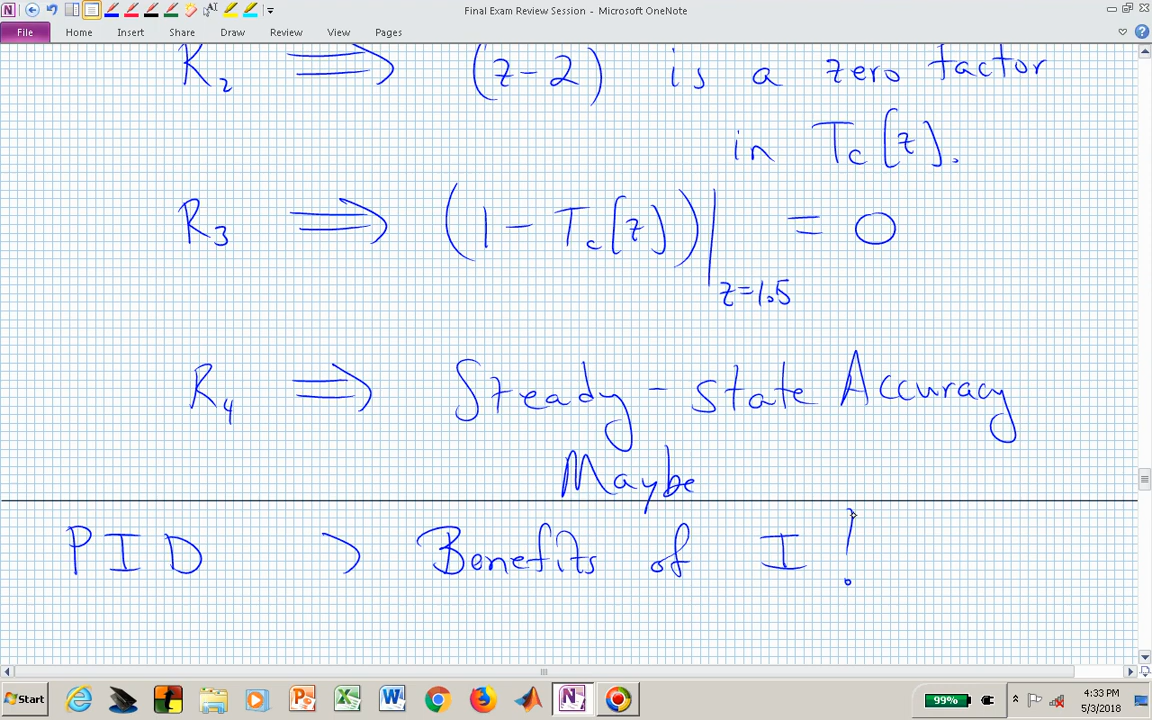 Final Exam Review Session - Microsoft OneNote
File Home Insert Share Draw Review View Pages
R2 ⟹ (z-2) is a zero factor
in Tc[z].
R3 ⟹ (1 - Tc[z])|z=1.5 = 0
R4 ⟹ Steady-state Accuracy
Maybe
PID > Benefits of I !
Start 99% 4:33 PM
5/3/2018